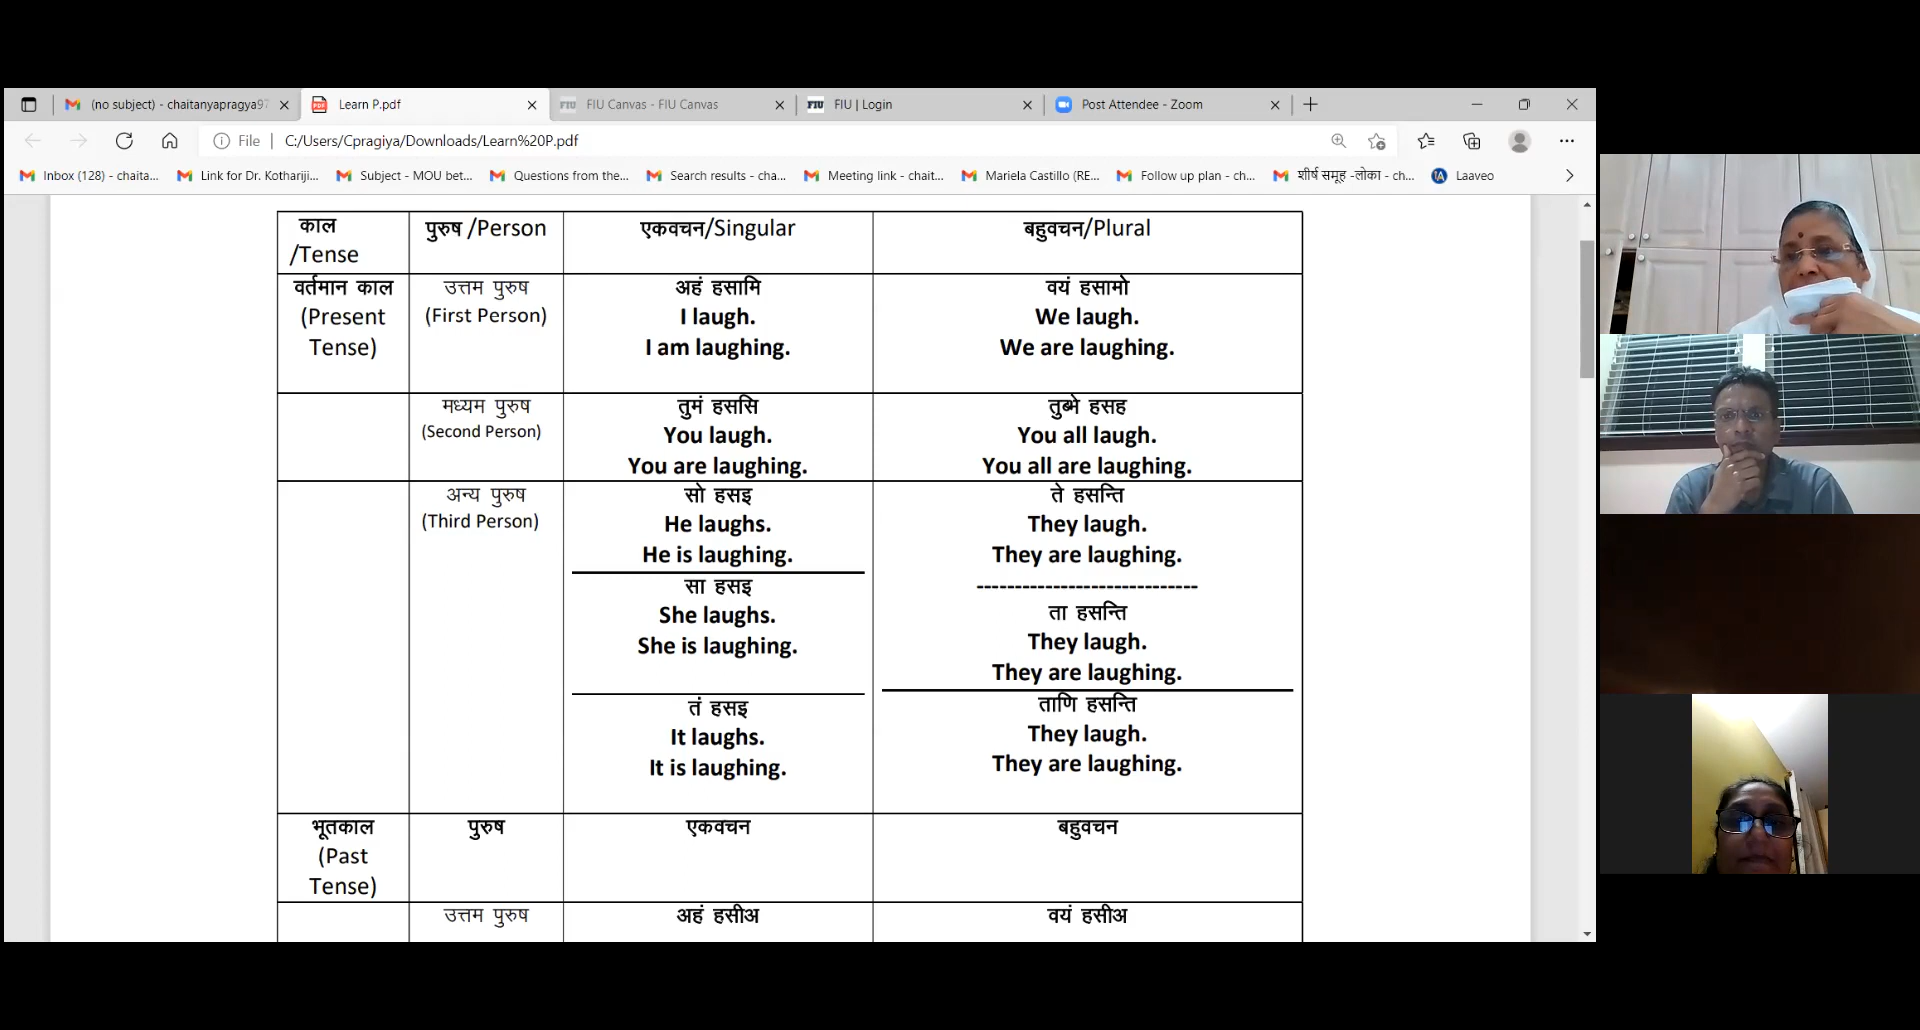 (no subject) - chaitanyapragya97
Learn P.pdf
FIU Canvas - FIU Canvas
FIU | Login
Post Attendee - Zoom
File
C:/Users/Cpragiya/Downloads/Learn%20P.pdf
Inbox (128) - chaita...
Link for Dr. Kothariji...
Subject - MOU bet...
Questions from the...
Search results - cha...
Meeting link - chait...
Mariela Castillo (RE...
Follow up plan - ch...
शीर्ष समूह -लोका - ch...
Laaveo
काल
/Tense
पुरुष /Person
एकवचन/Singular
बहुवचन/Plural
वर्तमान काल
(Present
Tense)
उत्तम पुरुष
(First Person)
अहं हसामि
I laugh.
I am laughing.
वयं हसामो
We laugh.
We are laughing.
मध्यम पुरुष
(Second Person)
तुमं हससि
You laugh.
You are laughing.
तुब्भे हसह
You all laugh.
You all are laughing.
अन्य पुरुष
(Third Person)
सो हसइ
He laughs.
He is laughing.
सा हसइ
She laughs.
She is laughing.
तं हसइ
It laughs.
It is laughing.
ते हसन्ति
They laugh.
They are laughing.
-----------------------------
ता हसन्ति
They laugh.
They are laughing.
ताणि हसन्ति
They laugh.
They are laughing.
भूतकाल
(Past
Tense)
पुरुष
एकवचन
बहुवचन
उत्तम पुरुष
अहं हसीअ
वयं हसीअ